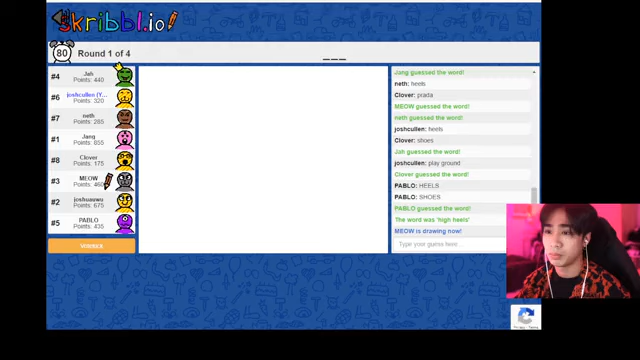 skribbl.io
80
Round 1 of 4
_ _ _
#4 Jah
Points: 440
#6 joshcullen (Y...
Points: 320
#7 neth
Points: 285
#1 Jang
Points: 655
#8 Clover
Points: 175
#3 MEOW
Points: 460
#2 joshuauwu
Points: 675
#5 PABLO
Points: 435
Jang guessed the word!
neth: heels
Clover: prada
MEOW guessed the word!
neth guessed the word!
joshcullen: heels
Clover: shoes
Jah guessed the word!
joshcullen: play ground
Clover guessed the word!
PABLO: HEELS
PABLO: SHOES
PABLO guessed the word!
The word was 'high heels'
MEOW is drawing now!
Type your guess here...
Privacy - Terms